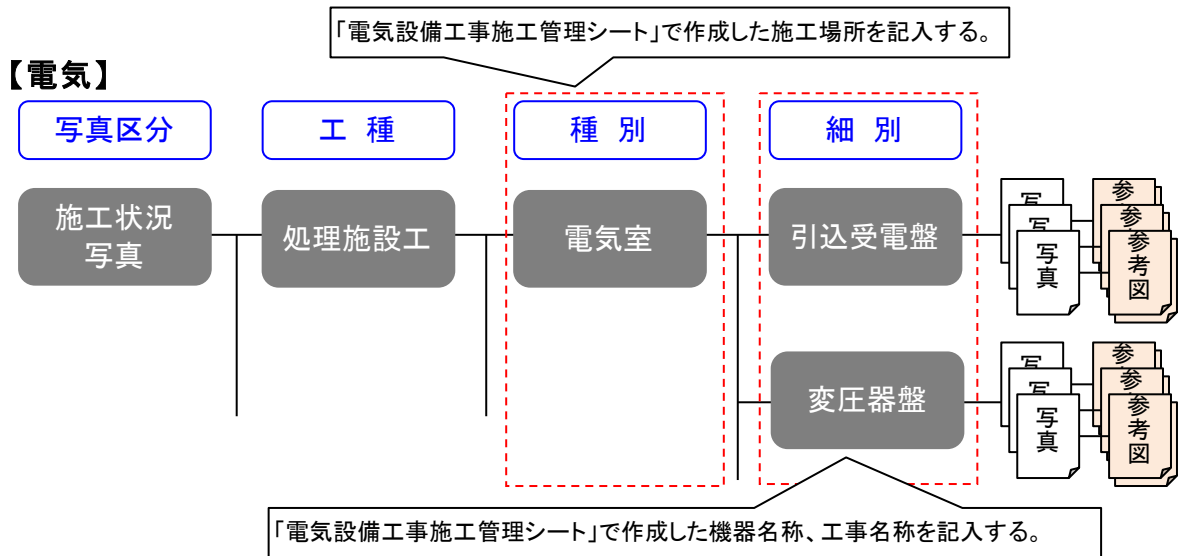 「電気設備工事施工管理シート」で作成した施工場所を記入する。
【電気】
写真区分
工 種
種 別
細 別
施工状況
写真
処理施設工
電気室
引込受電盤
写
写
写真
参
参
参考図
変圧器盤
写
写
写真
参
参
参考図
「電気設備工事施工管理シート」で作成した機器名称、工事名称を記入する。